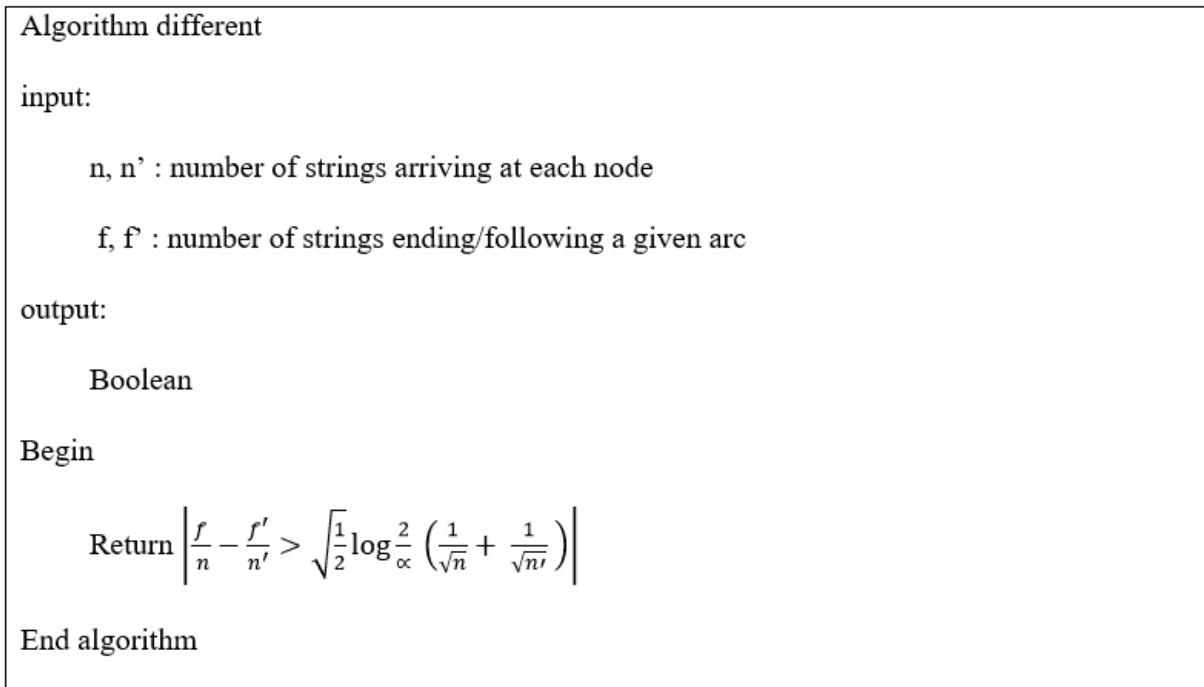 Algorithm different
input:
n, n’ : number of strings arriving at each node
f, f’ : number of strings ending/following a given arc
output:
Boolean
Begin
Return |f/n − f′/n′ > √(1/2) log 2/∝ (1/√n + 1/√n′)|
End algorithm